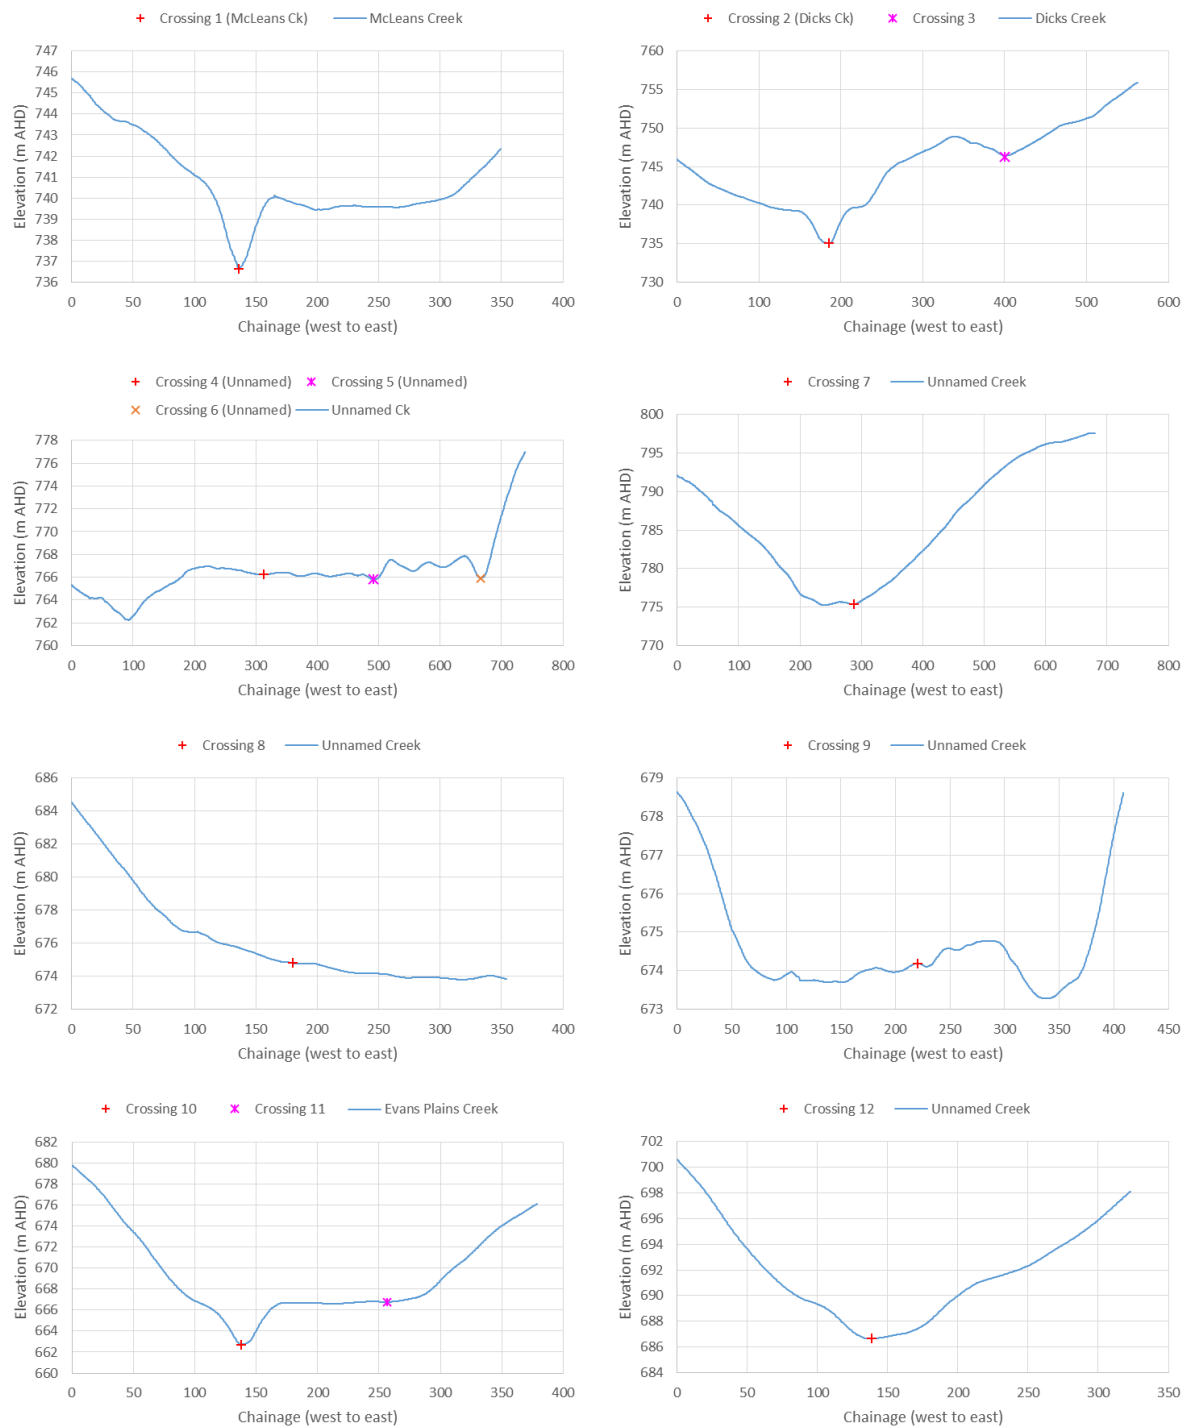 Crossing 1 (McLeans Ck) McLeans Creek
747
746
745
744
743
742
741
740
739
738
737
736
0 50 100 150 200 250 300 350 400
Elevation (m AHD)
Chainage (west to east)
Crossing 2 (Dicks Ck) Crossing 3 Dicks Creek
760
755
750
745
740
735
730
0 100 200 300 400 500 600
Elevation (m AHD)
Chainage (west to east)
Crossing 4 (Unnamed) Crossing 5 (Unnamed)
Crossing 6 (Unnamed) Unnamed Ck
778
776
774
772
770
768
766
764
762
760
0 100 200 300 400 500 600 700 800
Elevation (m AHD)
Chainage (west to east)
Crossing 7 Unnamed Creek
800
795
790
785
780
775
770
0 100 200 300 400 500 600 700 800
Elevation (m AHD)
Chainage (west to east)
Crossing 8 Unnamed Creek
686
684
682
680
678
676
674
672
0 50 100 150 200 250 300 350 400
Elevation (m AHD)
Chainage (west to east)
Crossing 9 Unnamed Creek
679
678
677
676
675
674
673
0 50 100 150 200 250 300 350 400 450
Elevation (m AHD)
Chainage (west to east)
Crossing 10 Crossing 11 Evans Plains Creek
682
680
678
676
674
672
670
668
666
664
662
660
0 50 100 150 200 250 300 350 400
Elevation (m AHD)
Chainage (west to east)
Crossing 12 Unnamed Creek
702
700
698
696
694
692
690
688
686
684
0 50 100 150 200 250 300 350
Elevation (m AHD)
Chainage (west to east)